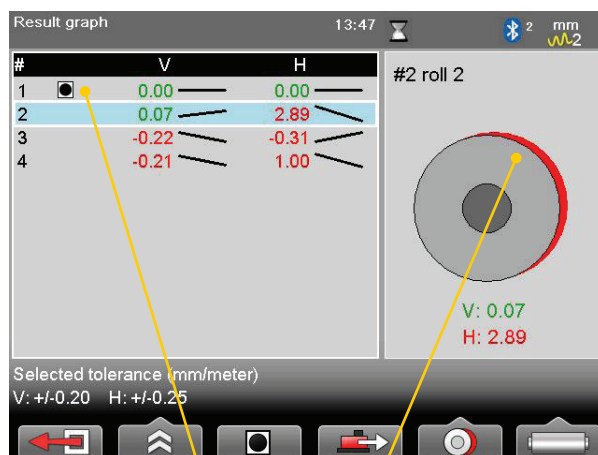 Result graph 13:47 2 mm
2
# V H
1 0.00 0.00
2 0.07 2.89
3 -0.22 -0.31
4 -0.21 1.00
#2 roll 2
V: 0.07
H: 2.89
Selected tolerance (mm/meter)
V: +/-0.20 H: +/-0.25